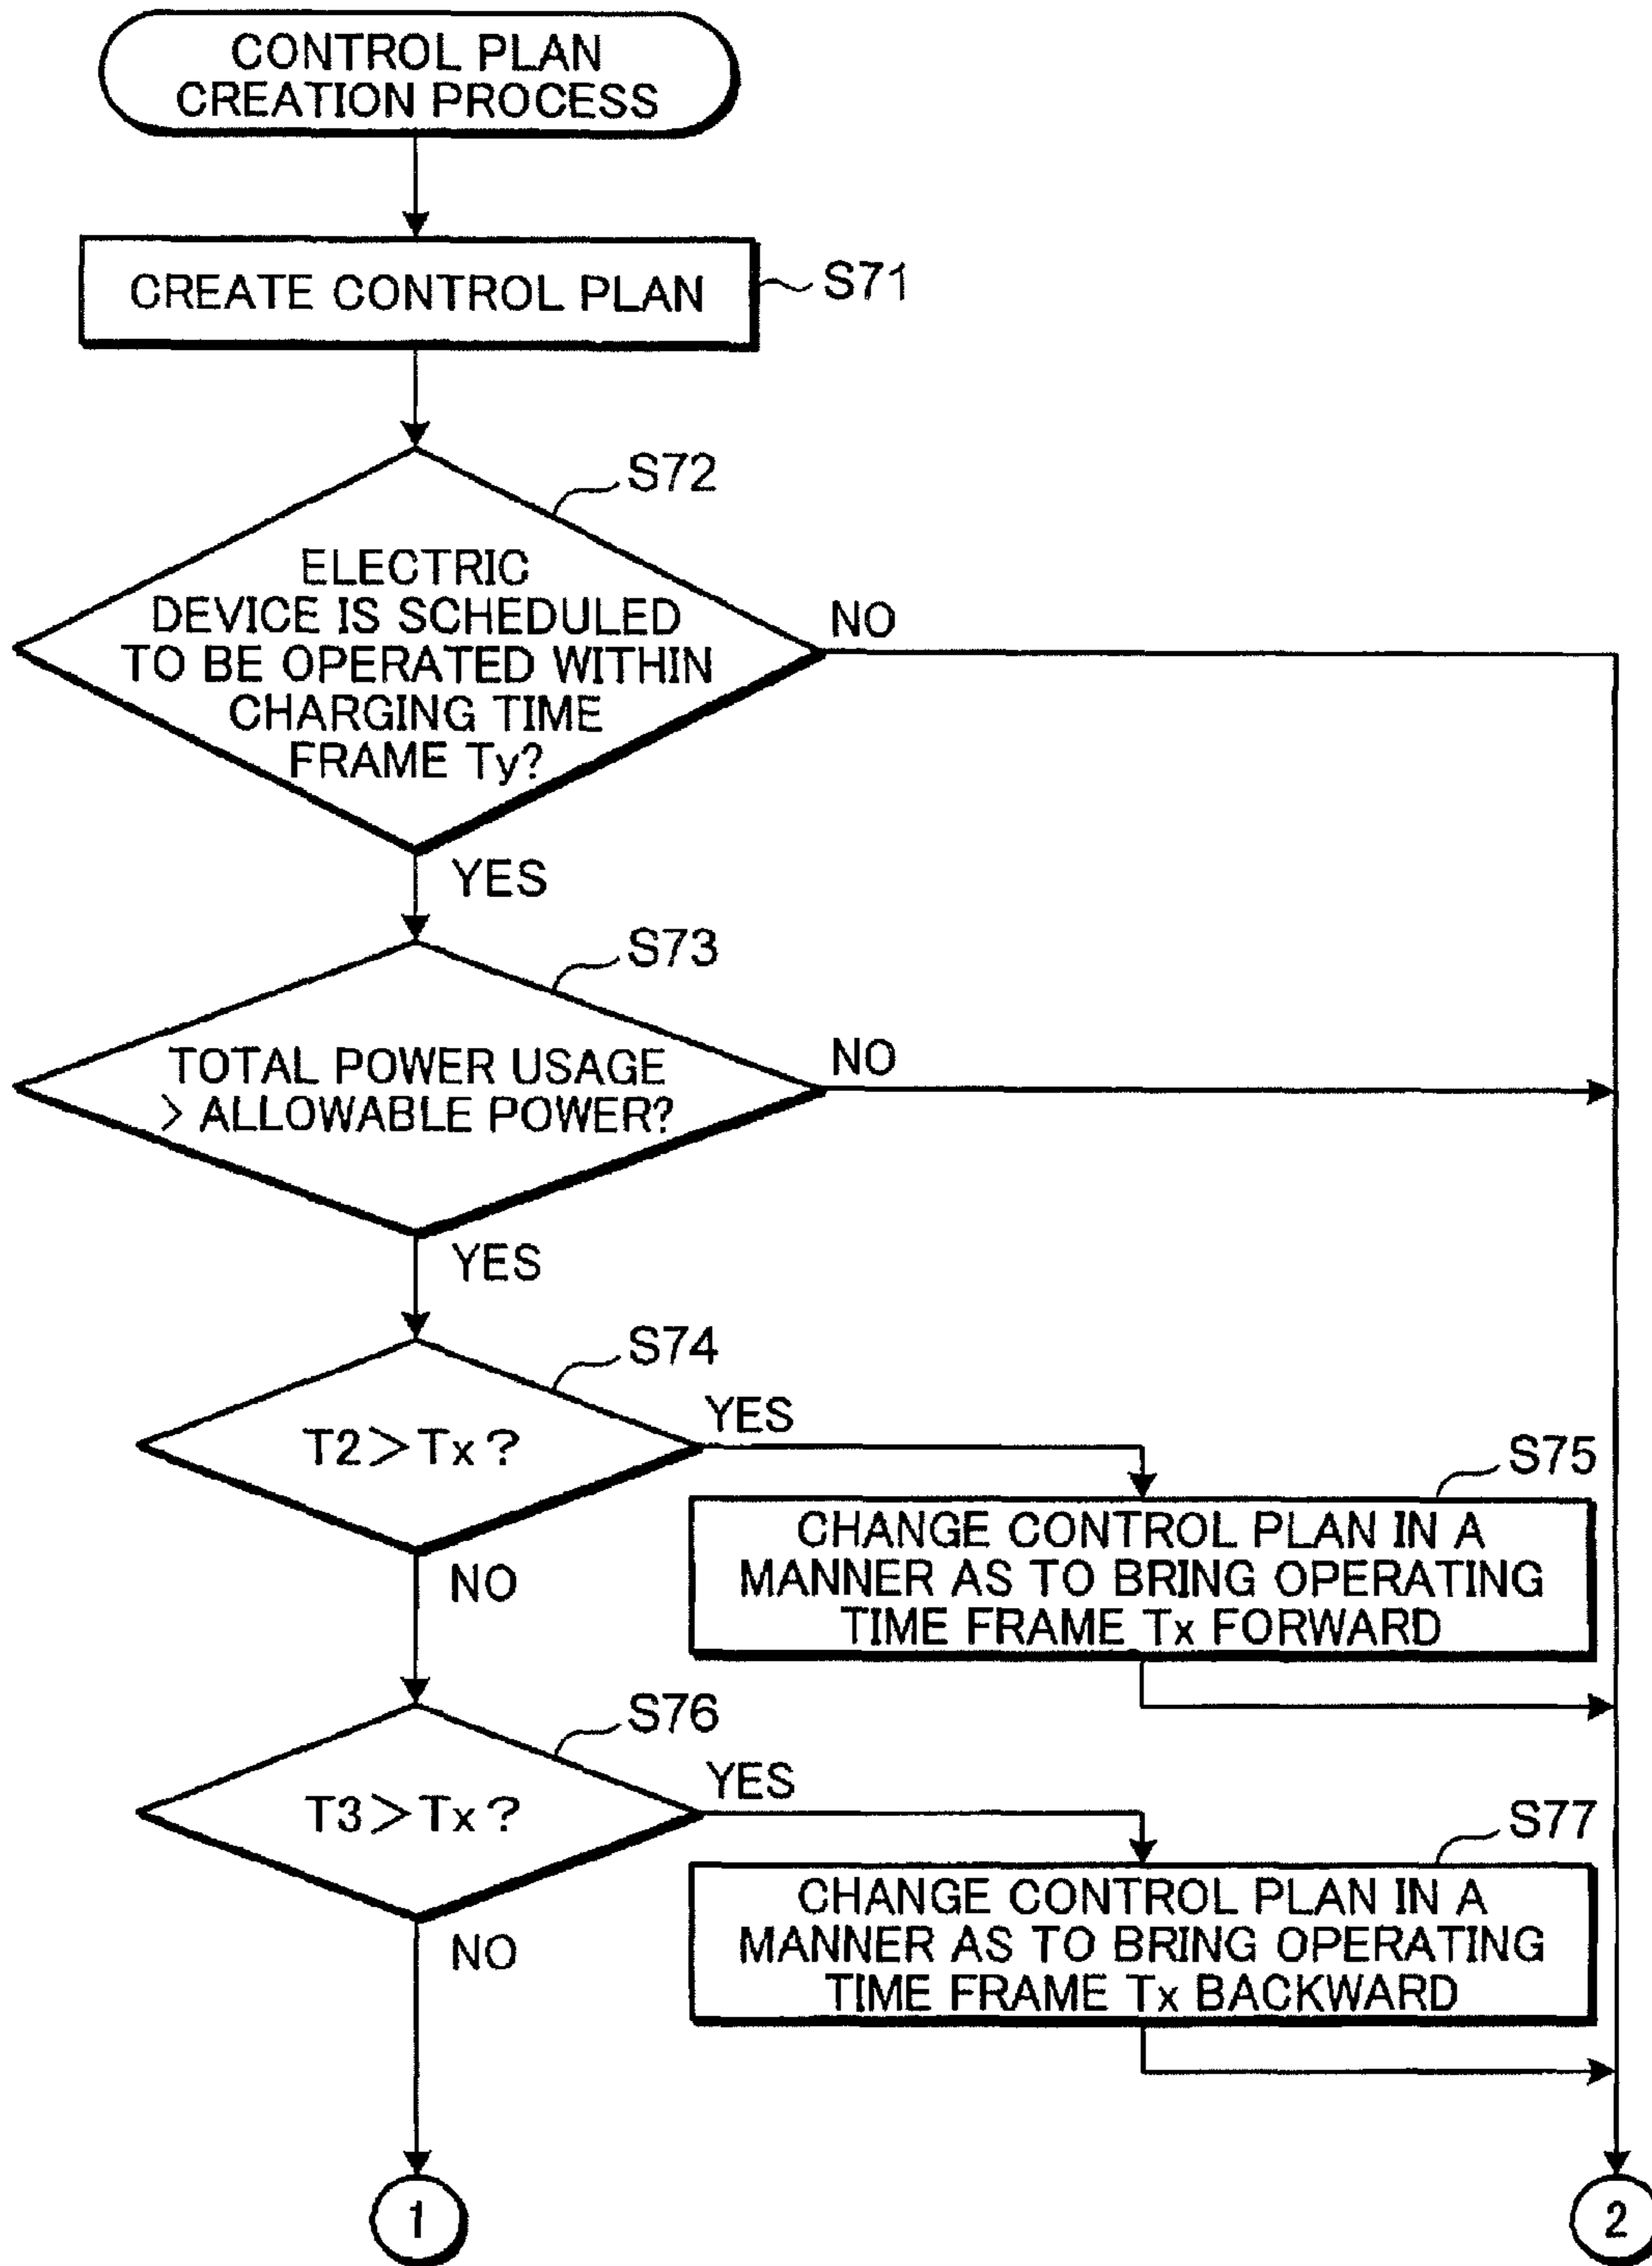 CONTROL PLAN
CREATION PROCESS
CREATE CONTROL PLAN
S71
S72
ELECTRIC
DEVICE IS SCHEDULED
TO BE OPERATED WITHIN
CHARGING TIME
FRAME Ty?
NO
YES
S73
TOTAL POWER USAGE
> ALLOWABLE POWER?
NO
YES
S74
T2>Tx?
YES
NO
S75
CHANGE CONTROL PLAN IN A
MANNER AS TO BRING OPERATING
TIME FRAME Tx FORWARD
S76
T3>Tx?
YES
NO
S77
CHANGE CONTROL PLAN IN A
MANNER AS TO BRING OPERATING
TIME FRAME Tx BACKWARD
1
2